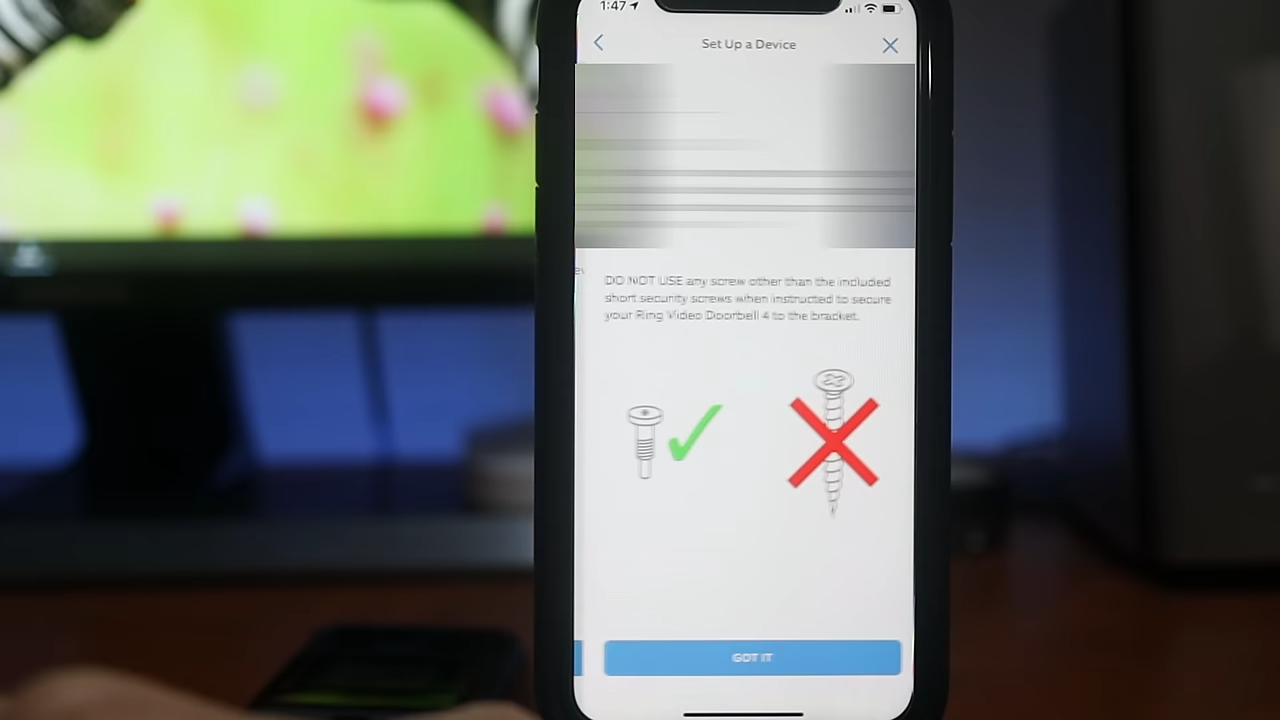 1:47
Set Up a Device
DO NOT USE any screw other than the included
short security screws when instructed to secure
your Ring Video Doorbell 4 to the bracket.
GOT IT